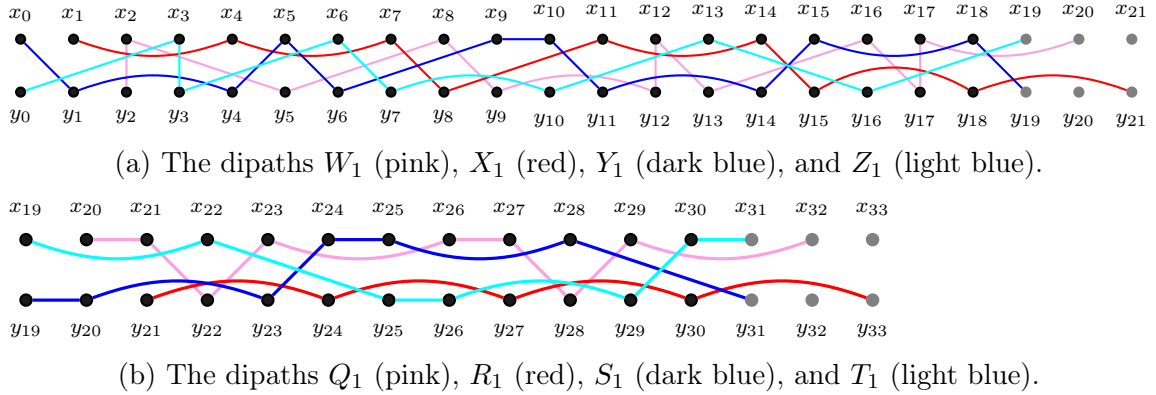 x0 x1 x2 x3 x4 x5 x6 x7 x8 x9 x10 x11 x12 x13 x14 x15 x16 x17 x18 x19 x20 x21
y0 y1 y2 y3 y4 y5 y6 y7 y8 y9 y10 y11 y12 y13 y14 y15 y16 y17 y18 y19 y20 y21
(a) The dipaths W1 (pink), X1 (red), Y1 (dark blue), and Z1 (light blue).
x19 x20 x21 x22 x23 x24 x25 x26 x27 x28 x29 x30 x31 x32 x33
y19 y20 y21 y22 y23 y24 y25 y26 y27 y28 y29 y30 y31 y32 y33
(b) The dipaths Q1 (pink), R1 (red), S1 (dark blue), and T1 (light blue).